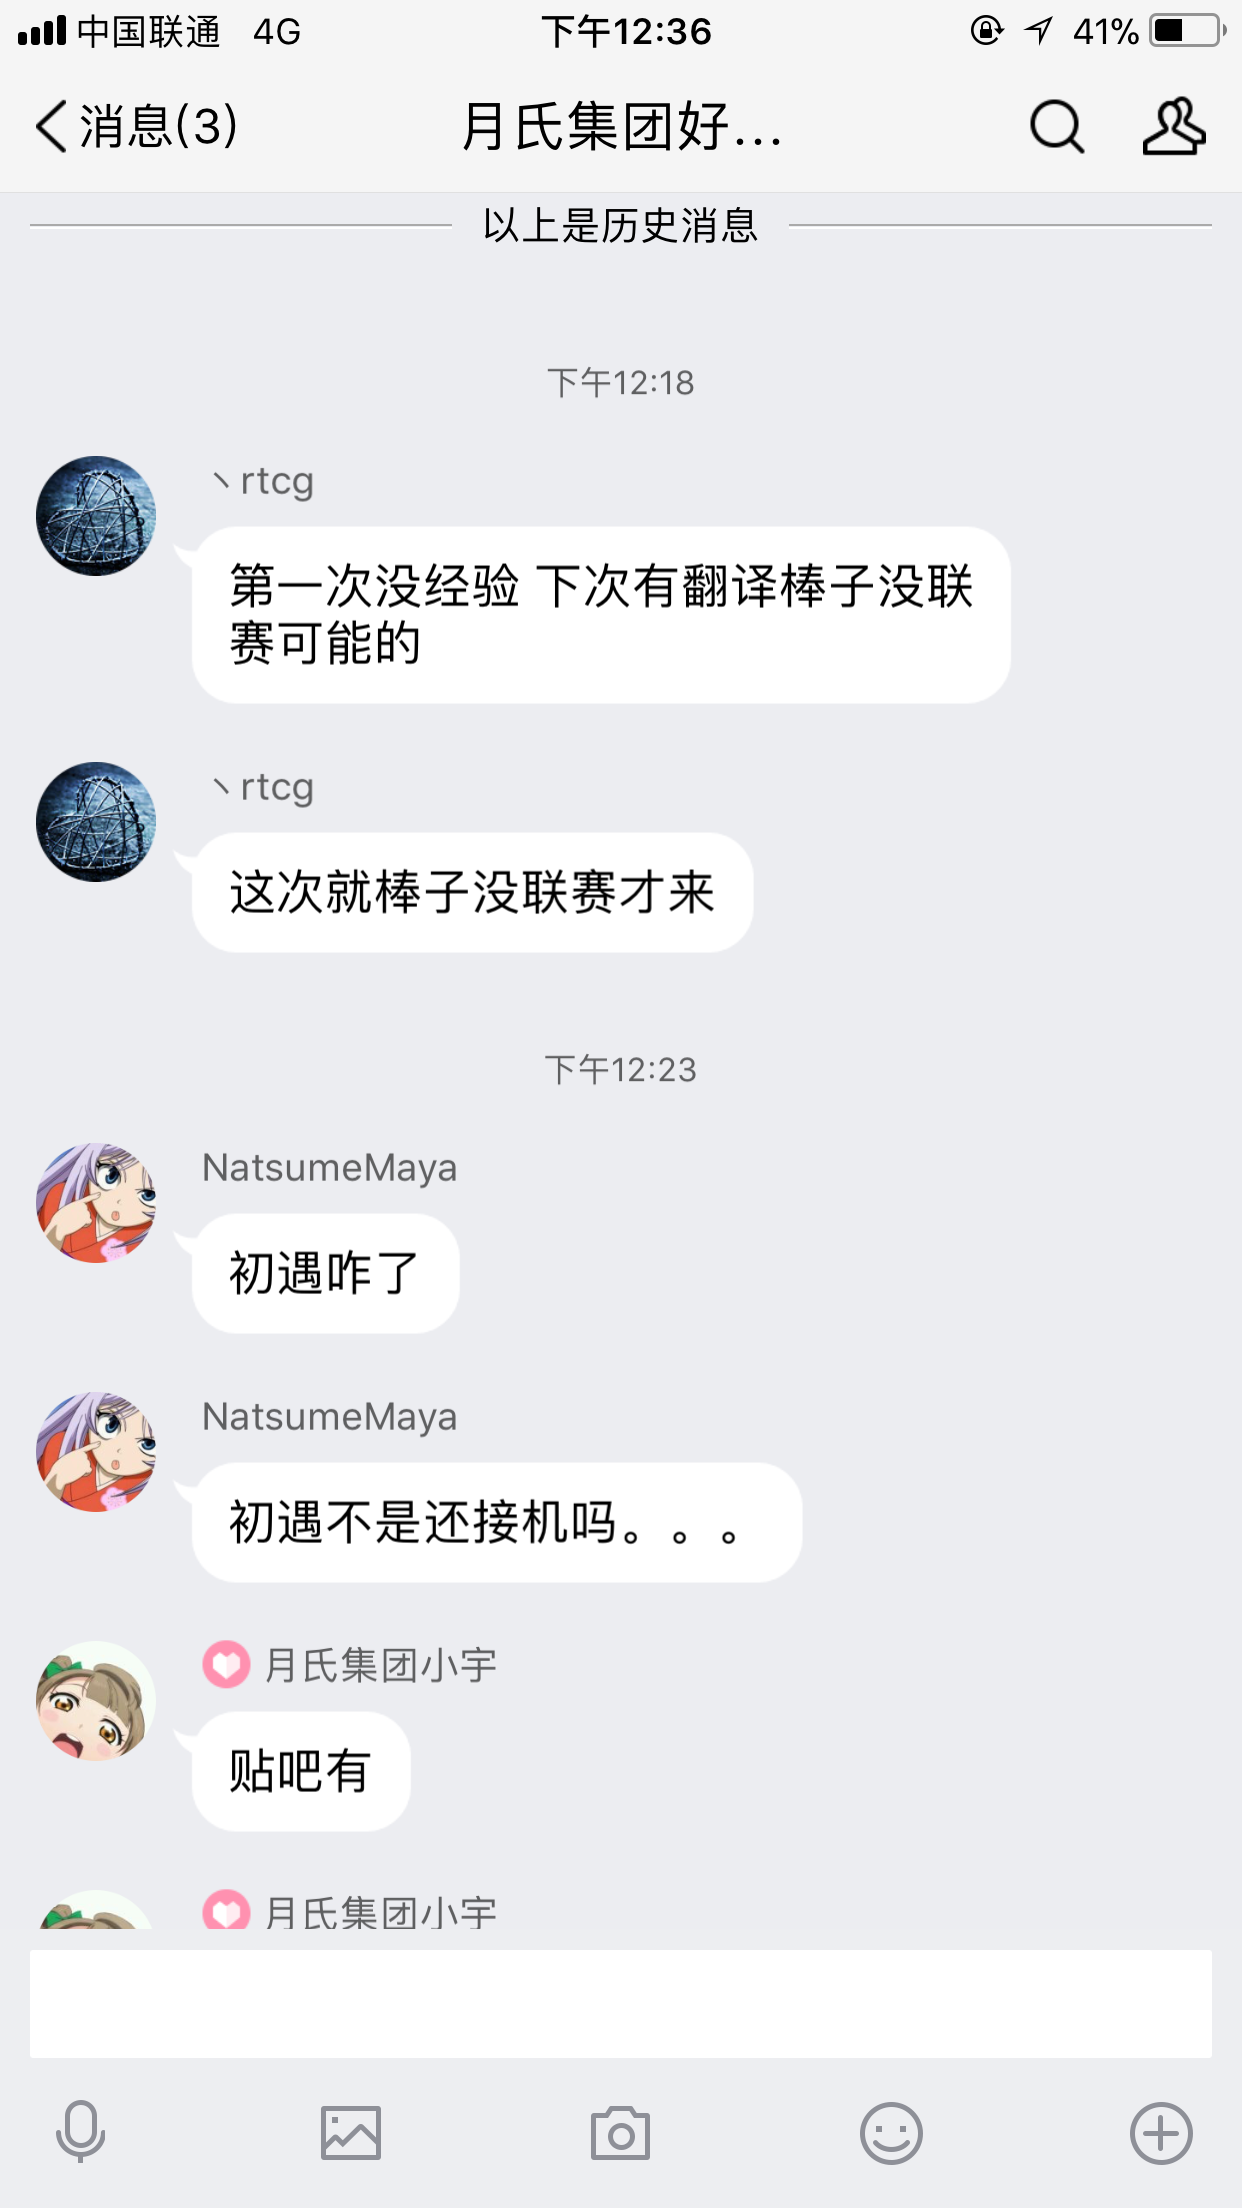 中国联通 4G 下午12:36 41%
消息(3) 月氏集团好...
以上是历史消息
下午12:18
丶rtcg
第一次没经验 下次有翻译棒子没联
赛可能的
丶rtcg
这次就棒子没联赛才来
下午12:23
NatsumeMaya
初遇咋了
NatsumeMaya
初遇不是还接机吗。。。
月氏集团小宇
贴吧有
月氏集团小宇